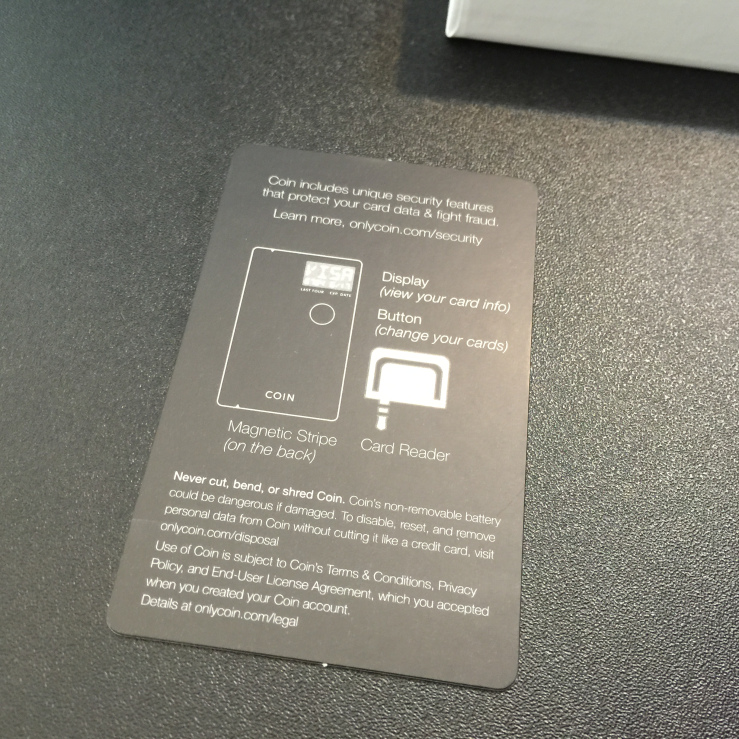 Coin includes unique security features
that protect your card data & fight fraud.
Learn more, onlycoin.com/security
VISA
LAST FOUR EXP. DATE
Display
(view your card info)
Button
(change your cards)
COIN
Magnetic Stripe
(on the back)
Card Reader
Never cut, bend, or shred Coin. Coin's non-removable battery
could be dangerous if damaged. To disable, reset, and remove
personal data from Coin without cutting it like a credit card, visit
onlycoin.com/disposal
Use of Coin is subject to Coin's Terms & Conditions, Privacy
Policy, and End-User License Agreement, which you accepted
when you created your Coin account.
Details at onlycoin.com/legal